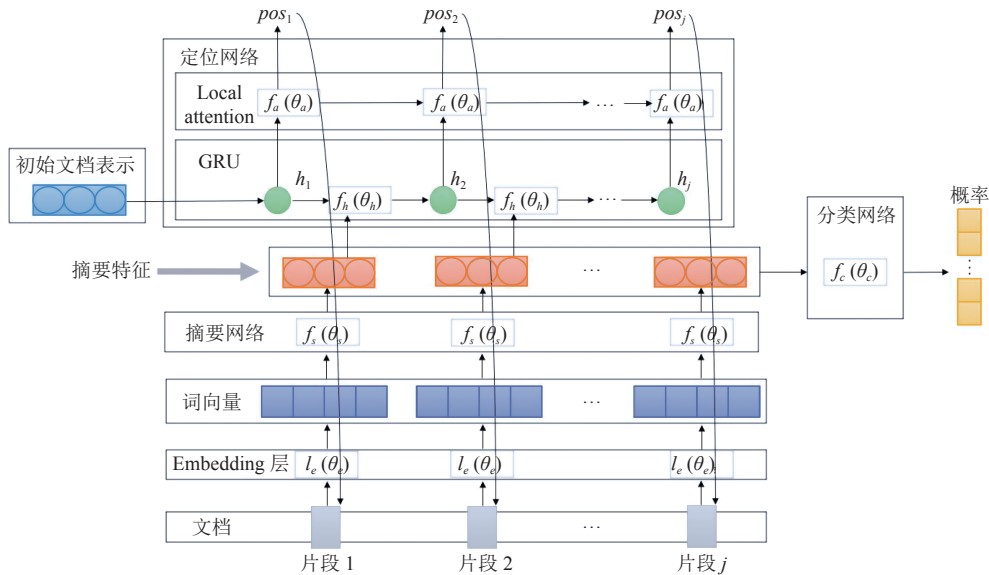 pos₁ pos₂ posⱼ
定位网络
Local attention
fₐ(θₐ) fₐ(θₐ) ... fₐ(θₐ)
初始文档表示
GRU
h₁ h₂ hⱼ
fₕ(θₕ) fₕ(θₕ) ...
分类网络
概率
摘要特征
...
f_c(θ_c)
⋮
摘要网络
fₛ(θₛ) fₛ(θₛ) fₛ(θₛ)
词向量
...
Embedding 层
lₑ(θₑ) lₑ(θₑ) lₑ(θₑ)
文档
...
片段 1 片段 2 片段 j